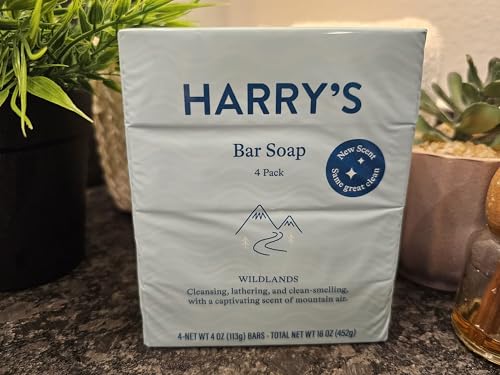 HARRY'S
Bar Soap
4 Pack
New Scent
Same great clean
WILDLANDS
Cleansing, lathering, and clean-smelling,
with a captivating scent of mountain air.
4-NET WT 4 OZ (113g) BARS - TOTAL NET WT 16 OZ (452g)